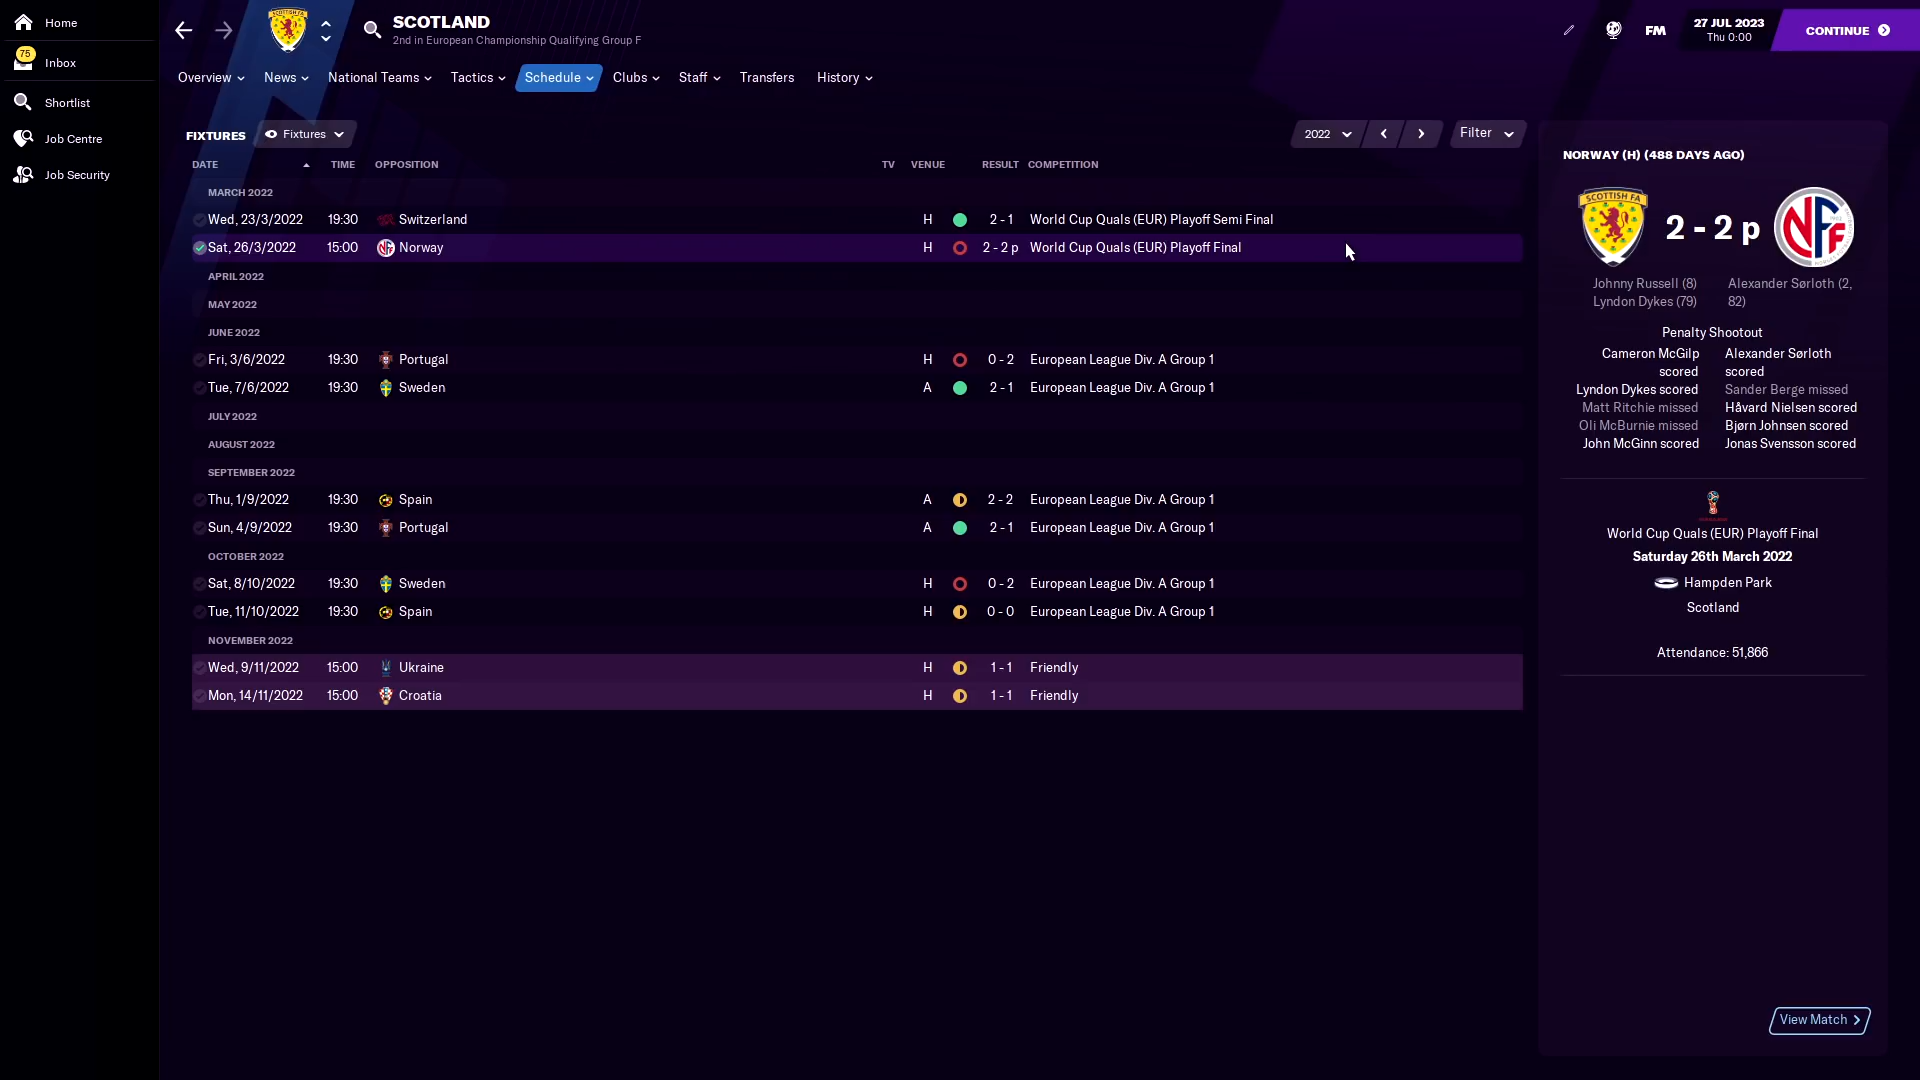 Home
75
Inbox
Shortlist
Job Centre
Job Security
SCOTLAND
2nd in European Championship Qualifying Group F
FM
27 JUL 2023
Thu 0:00
CONTINUE
Overview News National Teams Tactics Schedule Clubs Staff Transfers History
FIXTURES Fixtures 2022 Filter
DATE TIME OPPOSITION TV VENUE RESULT COMPETITION
MARCH 2022
Wed, 23/3/2022 19:30 Switzerland H 2 - 1 World Cup Quals (EUR) Playoff Semi Final
Sat, 26/3/2022 15:00 Norway H 2 - 2 p World Cup Quals (EUR) Playoff Final
APRIL 2022
MAY 2022
JUNE 2022
Fri, 3/6/2022 19:30 Portugal H 0 - 2 European League Div. A Group 1
Tue, 7/6/2022 19:30 Sweden A 2 - 1 European League Div. A Group 1
JULY 2022
AUGUST 2022
SEPTEMBER 2022
Thu, 1/9/2022 19:30 Spain A 2 - 2 European League Div. A Group 1
Sun, 4/9/2022 19:30 Portugal A 2 - 1 European League Div. A Group 1
OCTOBER 2022
Sat, 8/10/2022 19:30 Sweden H 0 - 2 European League Div. A Group 1
Tue, 11/10/2022 19:30 Spain H 0 - 0 European League Div. A Group 1
NOVEMBER 2022
Wed, 9/11/2022 15:00 Ukraine H 1 - 1 Friendly
Mon, 14/11/2022 15:00 Croatia H 1 - 1 Friendly
NORWAY (H) (488 DAYS AGO)
SCOTTISH FA
2 - 2 p
NFF
Johnny Russell (8) Alexander Sørloth (2,
Lyndon Dykes (79) 82)
Penalty Shootout
Cameron McGilp Alexander Sørloth
scored scored
Lyndon Dykes scored Sander Berge missed
Matt Ritchie missed Håvard Nielsen scored
Oli McBurnie missed Bjørn Johnsen scored
John McGinn scored Jonas Svensson scored
World Cup Quals (EUR) Playoff Final
Saturday 26th March 2022
Hampden Park
Scotland
Attendance: 51,866
View Match